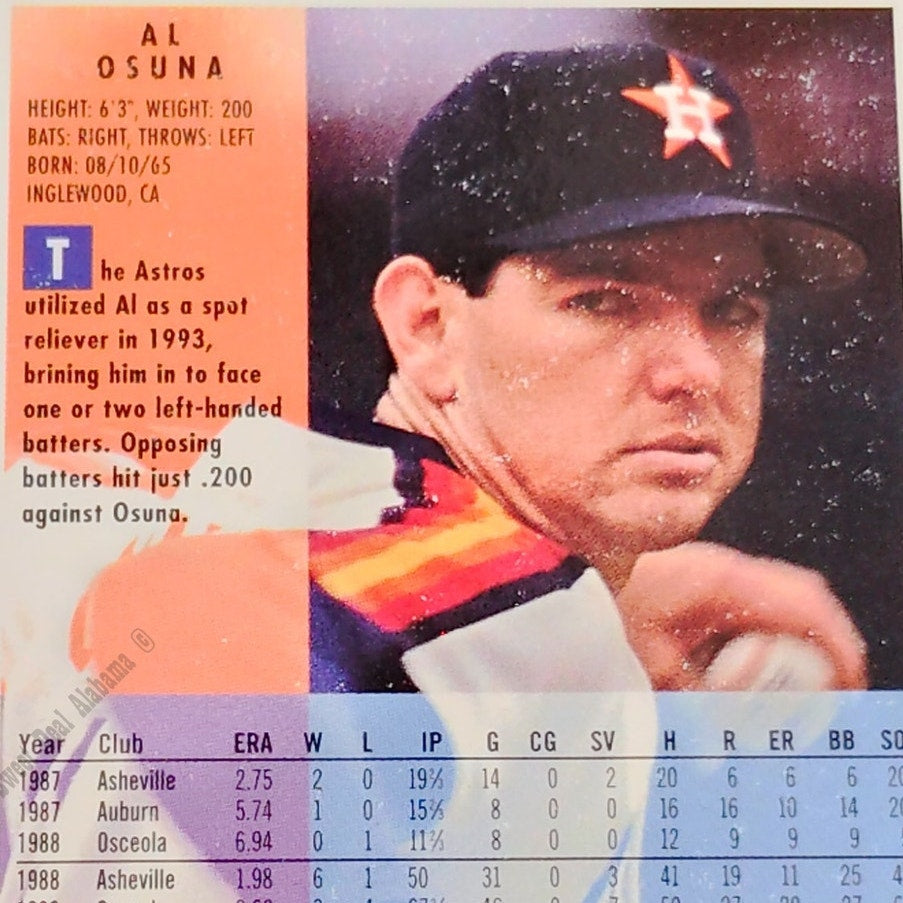 AL
OSUNA
HEIGHT: 6'3", WEIGHT: 200
BATS: RIGHT, THROWS: LEFT
BORN: 08/10/65
INGLEWOOD, CA
The Astros
utilized Al as a spot
reliever in 1993,
brining him in to face
one or two left-handed
batters. Opposing
batters hit just .200
against Osuna.
H
Year Club ERA W L IP G CG SV H R ER BB SO
1987 Asheville 2.75 2 0 19⅔ 14 0 2 20 6 6 6
1987 Auburn 5.74 1 0 15⅔ 8 0 0 16 16 10 14
1988 Osceola 6.94 0 1 11⅔ 8 0 0 12 9 9 9
1988 Asheville 1.98 6 1 50 31 0 3 41 19 11 25
Deal Alabama ©